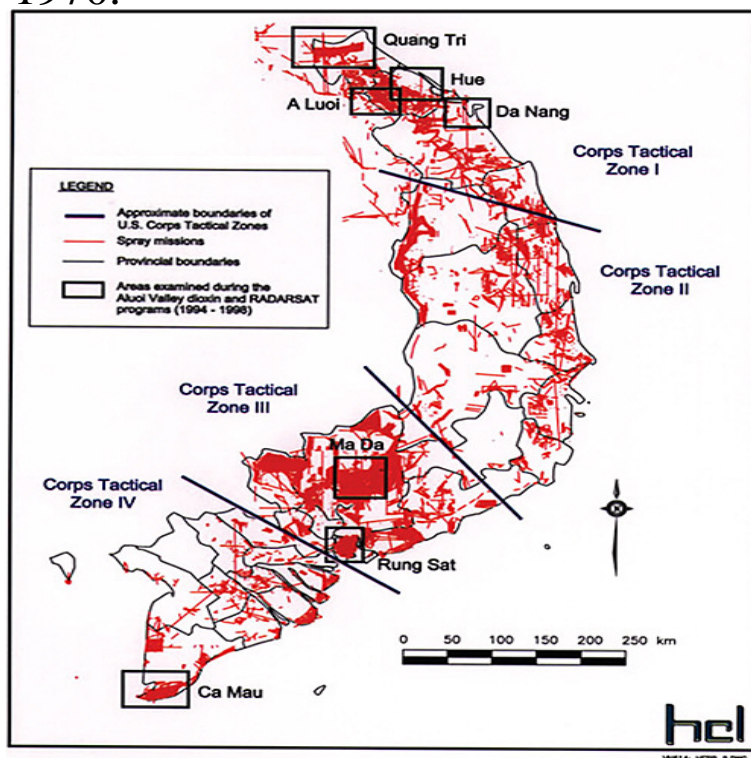 1970.
Quang Tri
Hue
A Luoi
Da Nang
Corps Tactical
Zone I
LEGEND
Approximate boundaries of
U.S. Corps Tactical Zones
Spray missions
Provincial boundaries
Areas examined during the
Aluoi Valley dioxin and RADARSAT
programs (1994 - 1998)
Corps Tactical
Zone II
Corps Tactical
Zone III
Ma Da
Corps Tactical
Zone IV
Rung Sat
0 50 100 150 200 250 km
Ca Mau
hcl